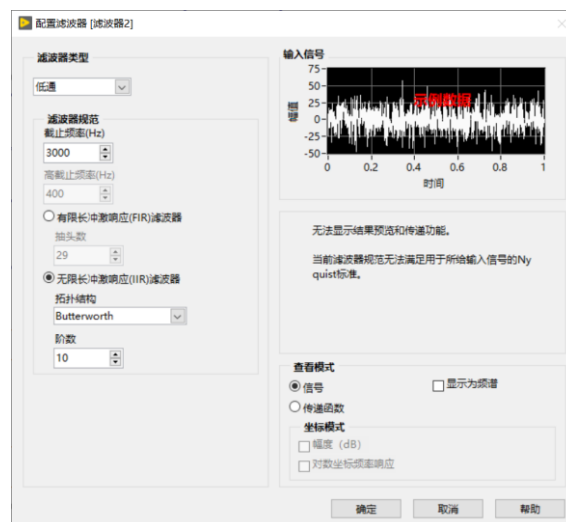 配置滤波器 [滤波器2]
滤波器类型
低通
滤波器规范
截止频率(Hz)
3000
高截止频率(Hz)
400
有限长冲激响应(FIR)滤波器
抽头数
29
无限长冲激响应(IIR)滤波器
拓扑结构
Butterworth
阶数
10
输入信号
75
50
25
0
-25
-50
幅值
示例数据
0 0.2 0.4 0.6 0.8 1
时间
无法显示结果预览和传递功能。
当前滤波器规范无法满足用于所给输入信号的Ny
quist标准。
查看模式
信号
显示为频谱
传递函数
坐标模式
幅度（dB）
对数坐标频率响应
确定 取消 帮助